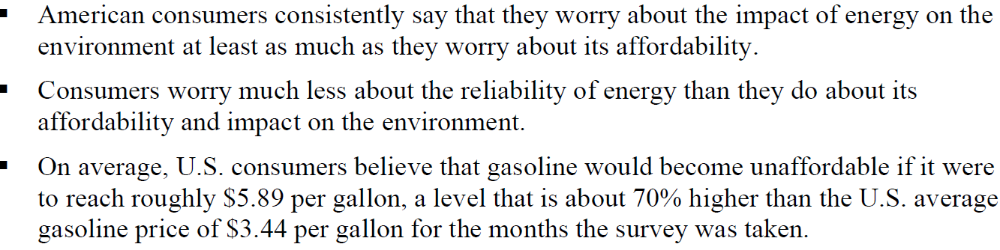 ▪ American consumers consistently say that they worry about the impact of energy on the
environment at least as much as they worry about its affordability.
▪ Consumers worry much less about the reliability of energy than they do about its
affordability and impact on the environment.
▪ On average, U.S. consumers believe that gasoline would become unaffordable if it were
to reach roughly $5.89 per gallon, a level that is about 70% higher than the U.S. average
gasoline price of $3.44 per gallon for the months the survey was taken.